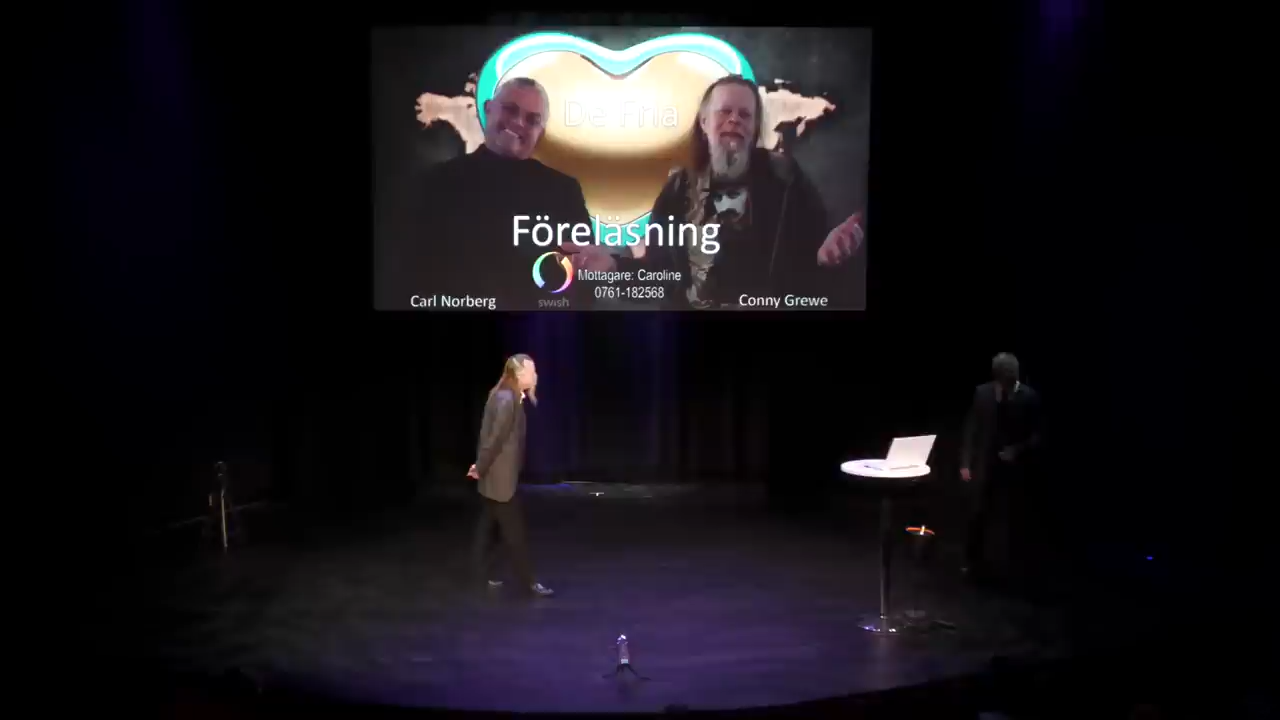 De Fria
Föreläsning
swish
Mottagare: Caroline
0761-182568
Carl Norberg
Conny Grewe